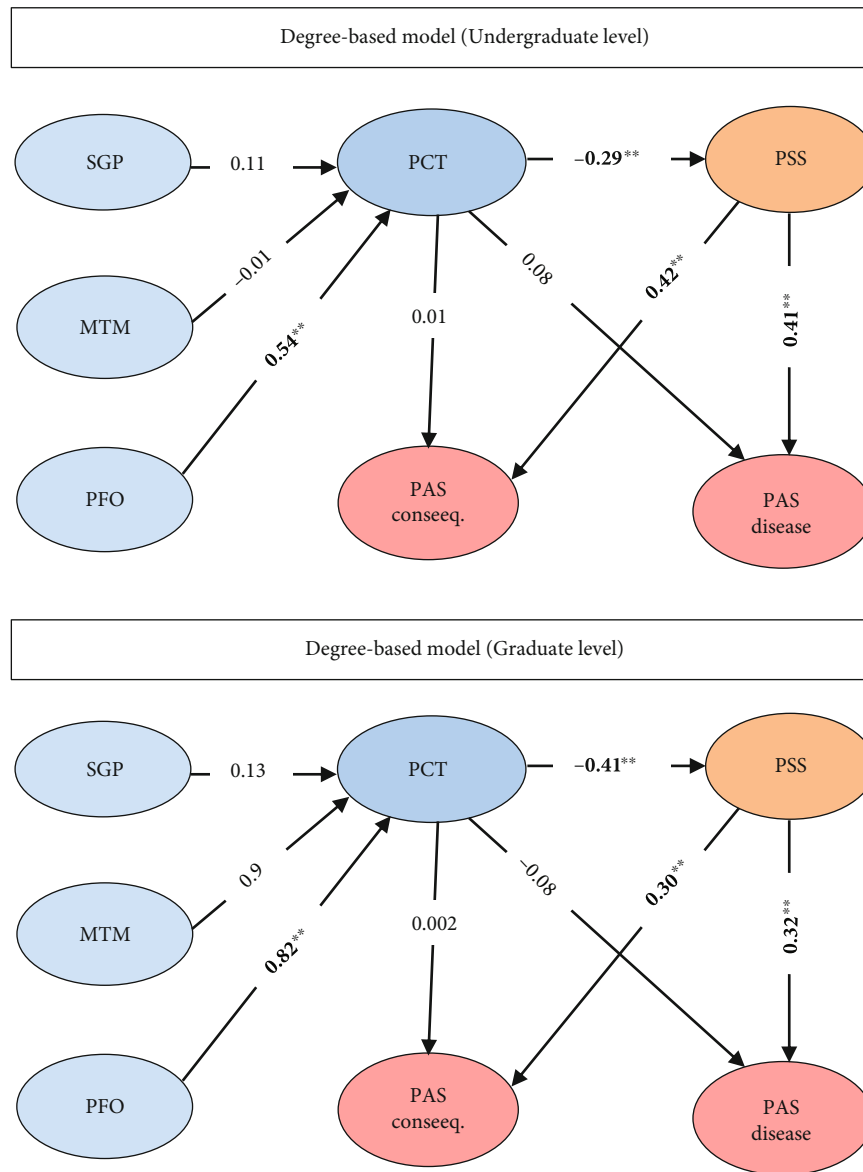 Degree-based model (Undergraduate level)
SGP
0.11
PCT
–0.29**
PSS
MTM
–0.01
0.54**
0.01
0.08
0.42**
0.41**
PFO
PAS
conseeq.
PAS
disease
Degree-based model (Graduate level)
SGP
0.13
PCT
–0.41**
PSS
MTM
0.9
0.82**
0.002
–0.08
0.30**
0.32**
PFO
PAS
conseeq.
PAS
disease